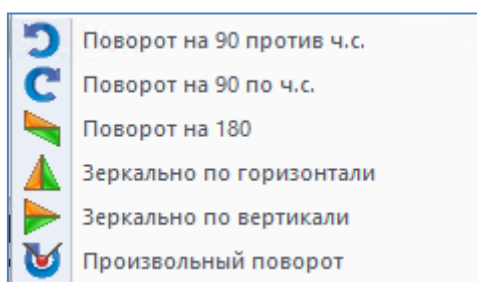 Поворот на 90 против ч.с.
Поворот на 90 по ч.с.
Поворот на 180
Зеркально по горизонтали
Зеркально по вертикали
Произвольный поворот